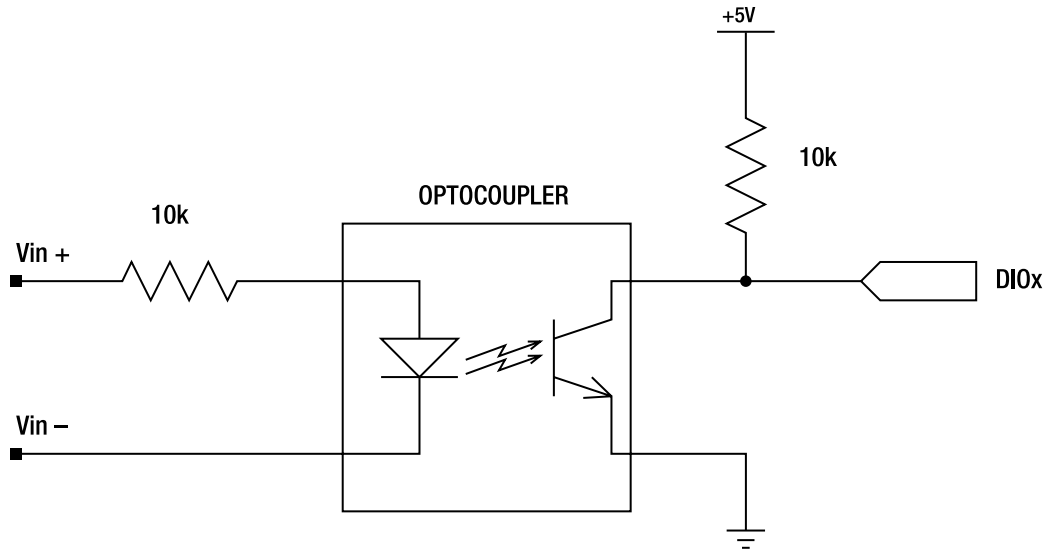 +5V
10k
OPTOCOUPLER
10k
Vin +
DIOx
Vin –